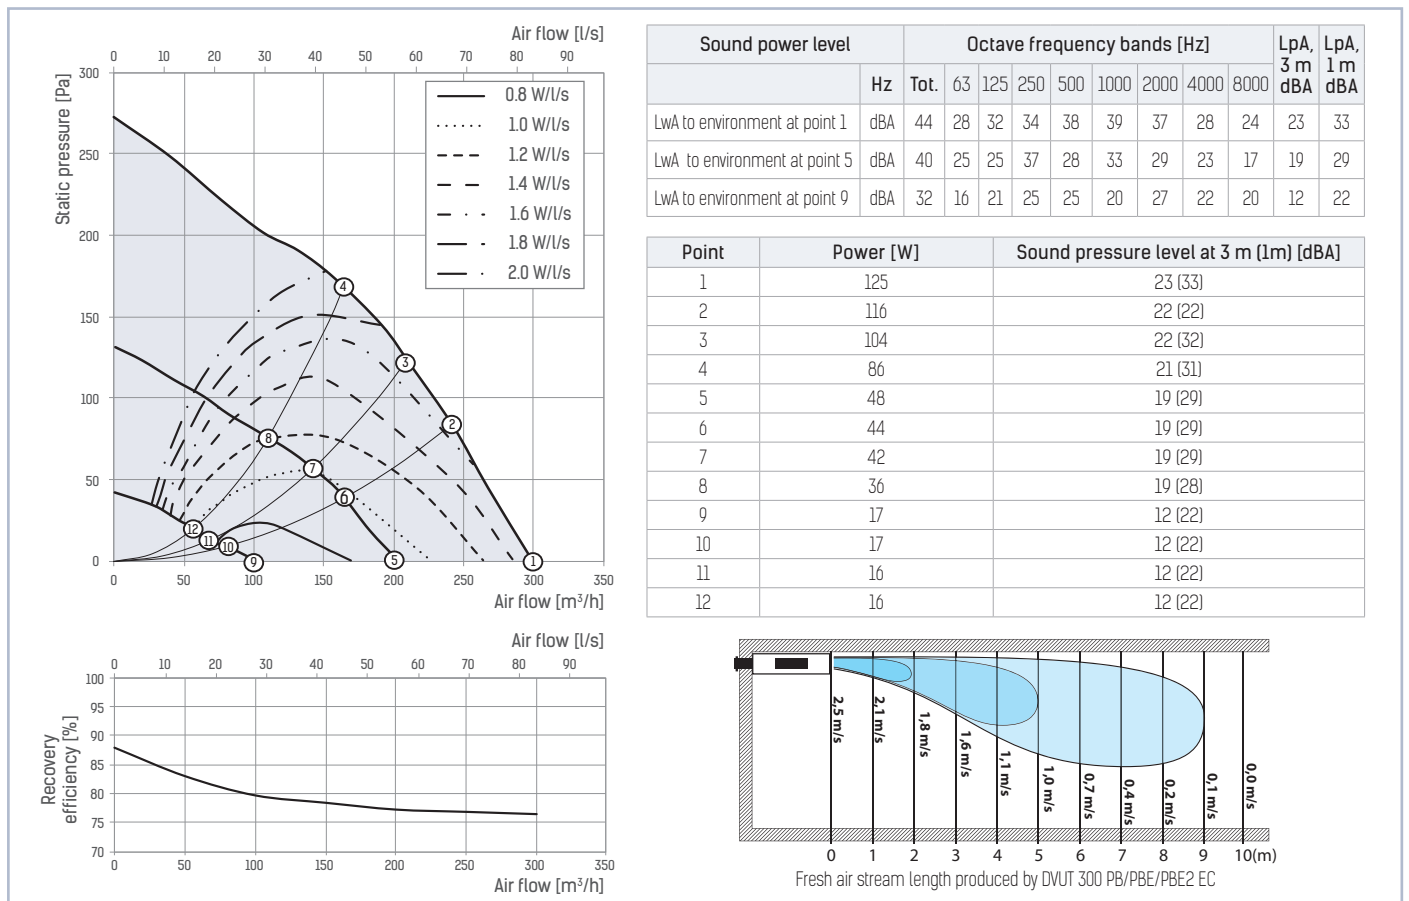 Air flow [l/s]
0 10 20 30 40 50 60 70 80 90
Static pressure [Pa]
300
250
200
150
100
50
0
0.8 W/l/s
1.0 W/l/s
1.2 W/l/s
1.4 W/l/s
1.6 W/l/s
1.8 W/l/s
2.0 W/l/s
4
3
2
8
7
6
12
11
10
9
5
1
0 50 100 150 200 250 300 350
Air flow [m³/h]
Air flow [l/s]
0 10 20 30 40 50 60 70 80 90
Recovery
efficiency [%]
100
95
90
85
80
75
70
0 50 100 150 200 250 300 350
Air flow [m³/h]
Sound power level Octave frequency bands [Hz] LpA, 3 m dBA LpA, 1 m dBA
Hz Tot. 63 125 250 500 1000 2000 4000 8000
LwA to environment at point 1 dBA 44 28 32 34 38 39 37 28 24 23 33
LwA to environment at point 5 dBA 40 25 25 37 28 33 29 23 17 19 29
LwA to environment at point 9 dBA 32 16 21 25 25 20 27 22 20 12 22
Point Power [W] Sound pressure level at 3 m (1m) [dBA]
1 125 23 (33)
2 116 22 (22)
3 104 22 (32)
4 86 21 (31)
5 48 19 (29)
6 44 19 (29)
7 42 19 (29)
8 36 19 (28)
9 17 12 (22)
10 17 12 (22)
11 16 12 (22)
12 16 12 (22)
2,5 m/s
2,1 m/s
1,8 m/s
1,6 m/s
1,1 m/s
1,0 m/s
0,7 m/s
0,4 m/s
0,2 m/s
0,1 m/s
0,0 m/s
0 1 2 3 4 5 6 7 8 9 10(m)
Fresh air stream length produced by DVUT 300 PB/PBE/PBE2 EC